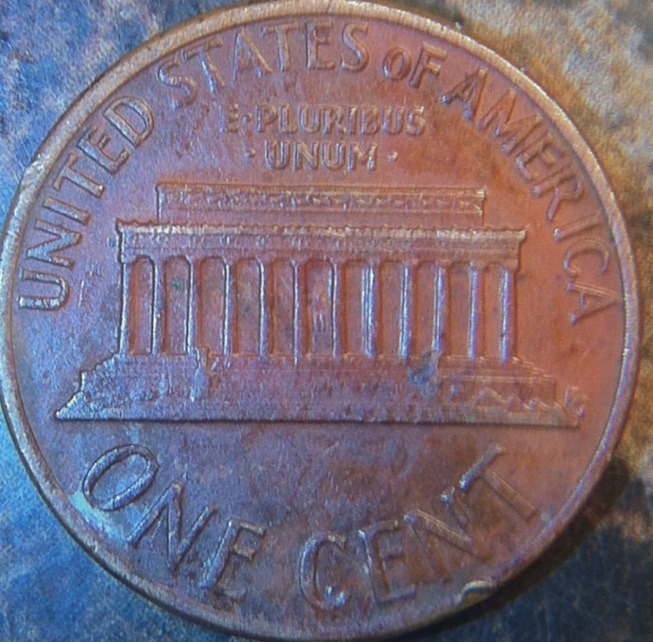 UNITED STATES OF AMERICA
E·PLURIBUS
·UNUM·
ONE CENT